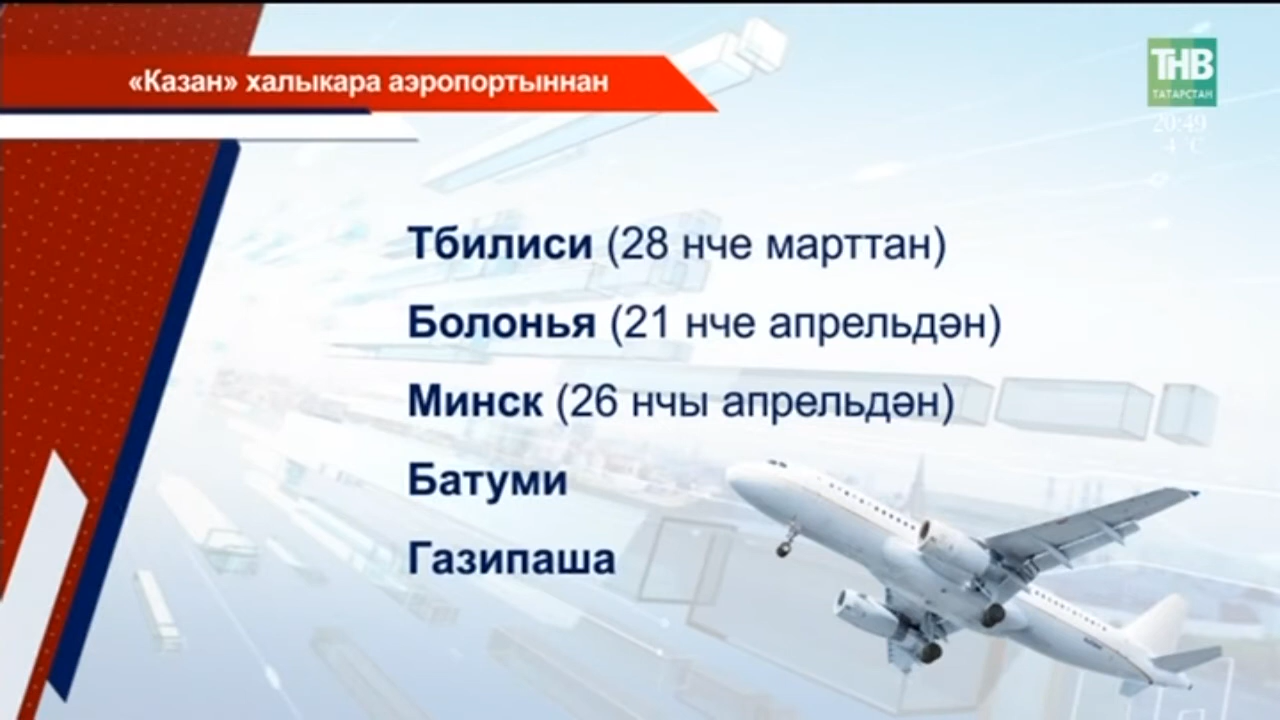 «Казан» халыкара аэропортыннан
ТНВ
ТАТАРСТАН
20:49
Тбилиси (28 нче марттан)
Болонья (21 нче апрельдән)
Минск (26 нчы апрельдән)
Батуми
Газипаша